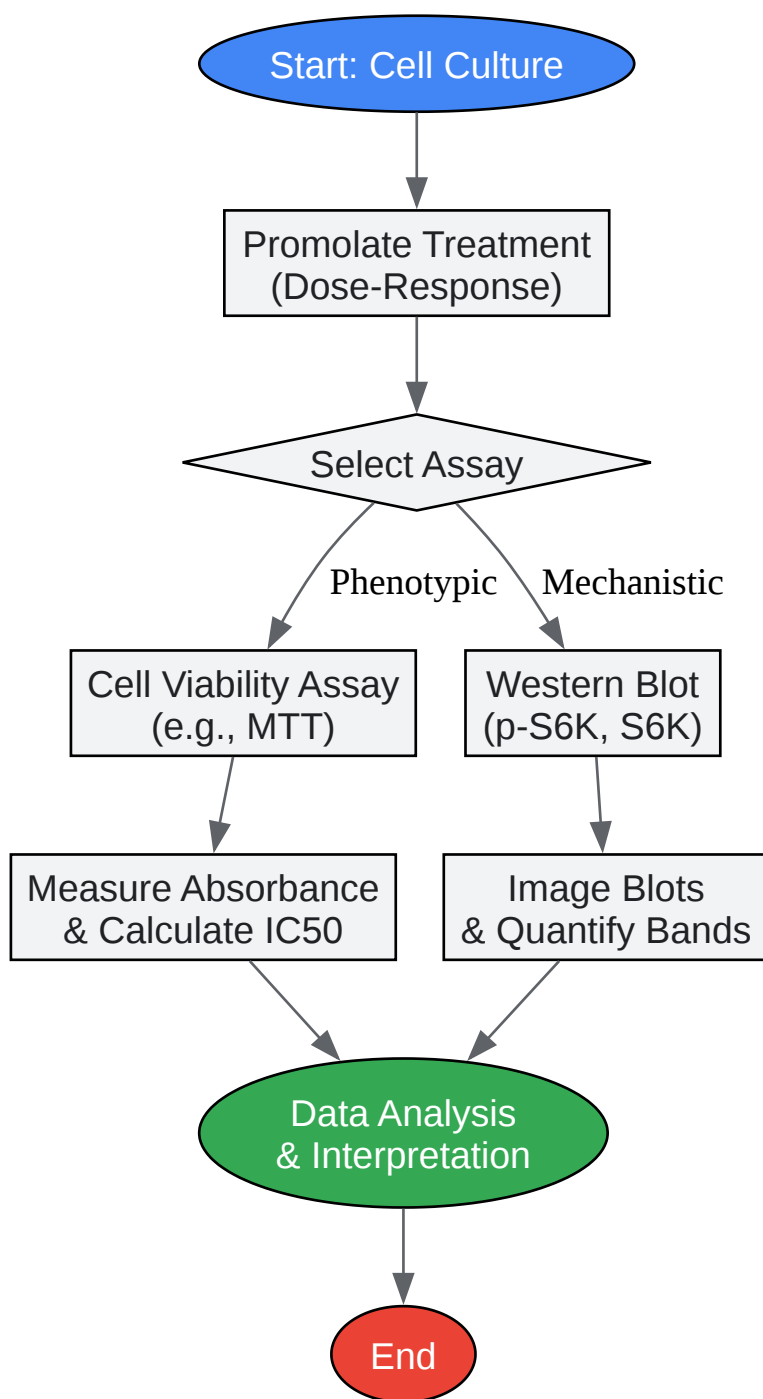 Start: Cell Culture
Promolate Treatment
(Dose-Response)
Select Assay
Phenotypic
Mechanistic
Cell Viability Assay
(e.g., MTT)
Western Blot
(p-S6K, S6K)
Measure Absorbance
& Calculate IC50
Image Blots
& Quantify Bands
Data Analysis
& Interpretation
End